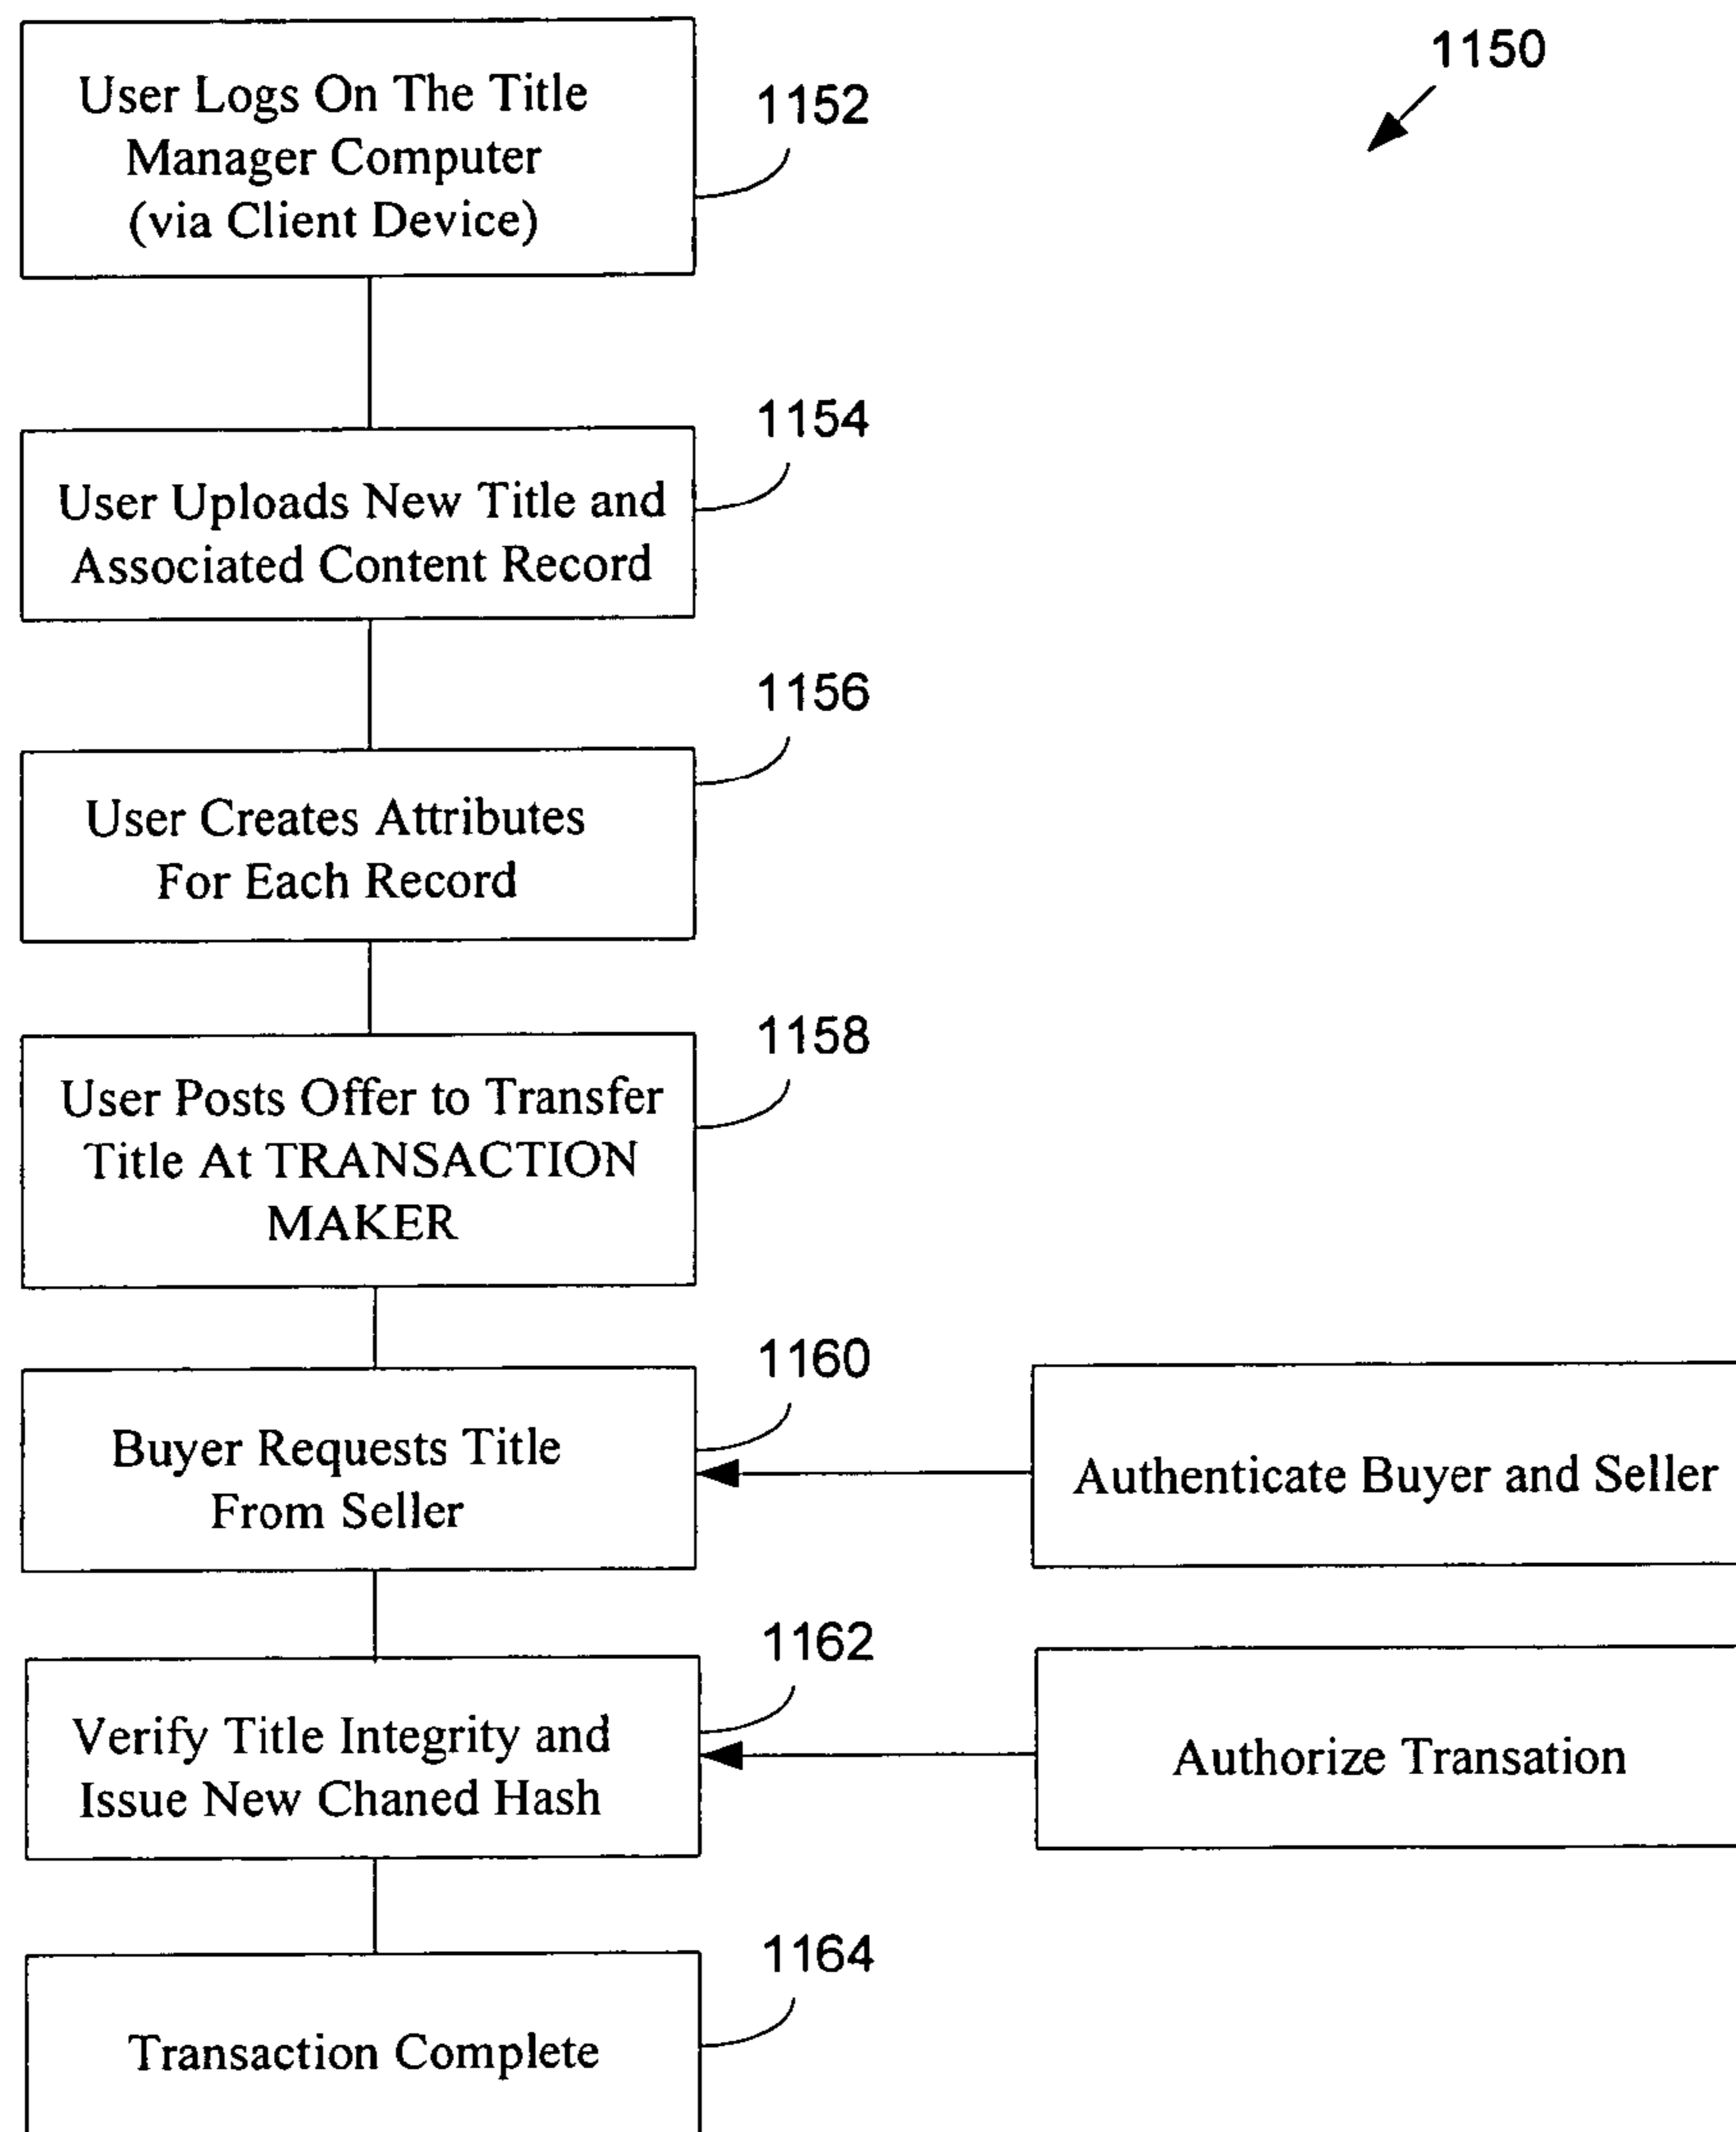 1150
User Logs On The Title
Manager Computer
(via Client Device)
1152
1154
User Uploads New Title and
Associated Content Record
1156
User Creates Attributes
For Each Record
1158
User Posts Offer to Transfer
Title At TRANSACTION
MAKER
1160
Buyer Requests Title
From Seller
Authenticate Buyer and Seller
1162
Verify Title Integrity and
Issue New Chaned Hash
Authorize Transation
1164
Transaction Complete